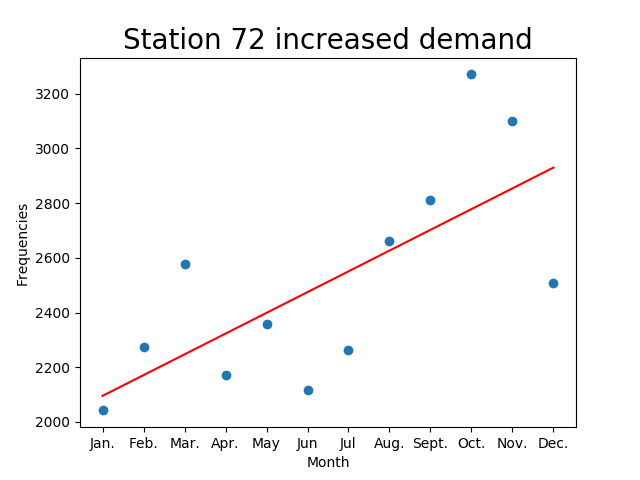 Station 72 increased demand
3200
3000
2800
2600
2400
2200
2000
Frequencies
Jan. Feb. Mar. Apr. May Jun Jul Aug. Sept. Oct. Nov. Dec.
Month